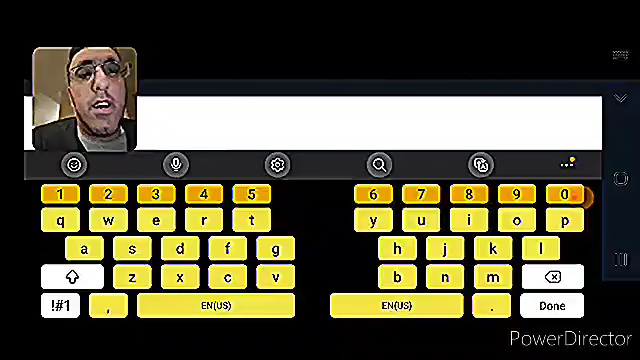 1 2 3 4 5 6 7 8 9 0
q w e r t y u i o p
a s d f g h j k l
z x c v b n m
!#1 , EN(US) EN(US) . Done
PowerDirector